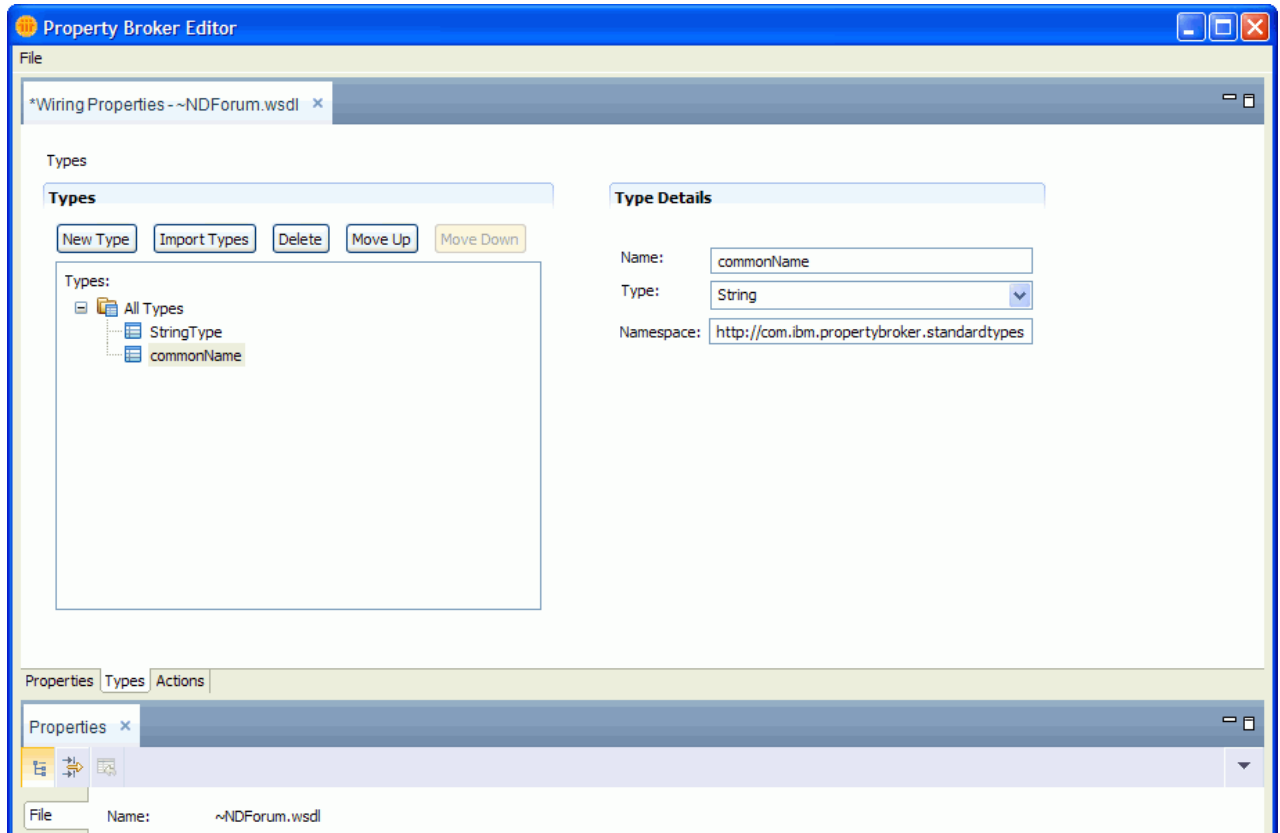 Property Broker Editor
File
*Wiring Properties - ~NDForum.wsdl
Types
Types
New Type Import Types Delete Move Up Move Down
Types:
All Types
StringType
commonName
Type Details
Name: commonName
Type: String
Namespace: http://com.ibm.propertybroker.standardtypes
Properties Types Actions
Properties
File Name: ~NDForum.wsdl